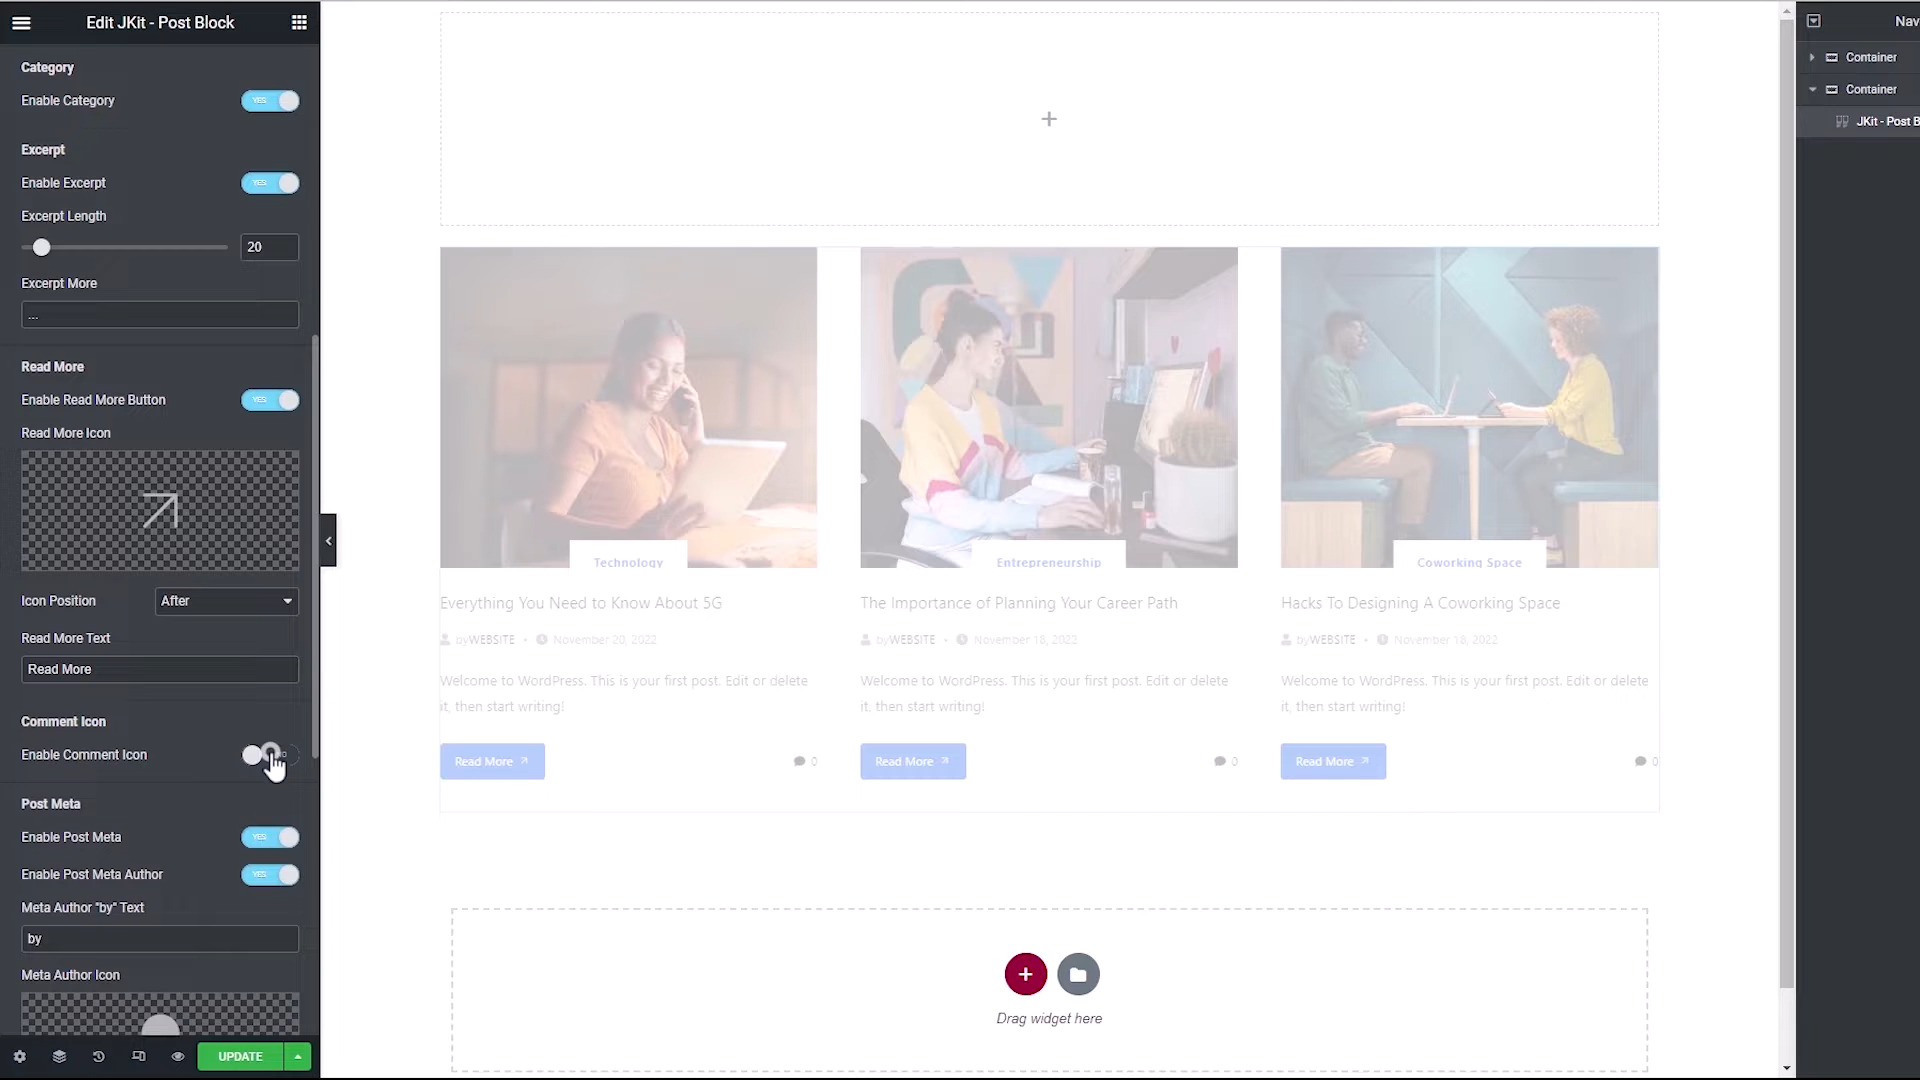 Edit JKit - Post Block
Category
Enable Category
YES
Excerpt
Enable Excerpt
YES
Excerpt Length
20
Excerpt More
...
Read More
Enable Read More Button
YES
Read More Icon
Icon Position
After
Read More Text
Read More
Comment Icon
Enable Comment Icon
Post Meta
Enable Post Meta
YES
Enable Post Meta Author
YES
Meta Author "by" Text
by
Meta Author Icon
UPDATE
Technology
Everything You Need to Know About 5G
byWEBSITE • November 20, 2022
Welcome to WordPress. This is your first post. Edit or delete
it, then start writing!
Read More
0
Entrepreneurship
The Importance of Planning Your Career Path
byWEBSITE • November 18, 2022
Welcome to WordPress. This is your first post. Edit or delete
it, then start writing!
Read More
0
Coworking Space
Hacks To Designing A Coworking Space
byWEBSITE • November 18, 2022
Welcome to WordPress. This is your first post. Edit or delete
it, then start writing!
Read More
0
Drag widget here
Nav
Container
Container
JKit - Post B